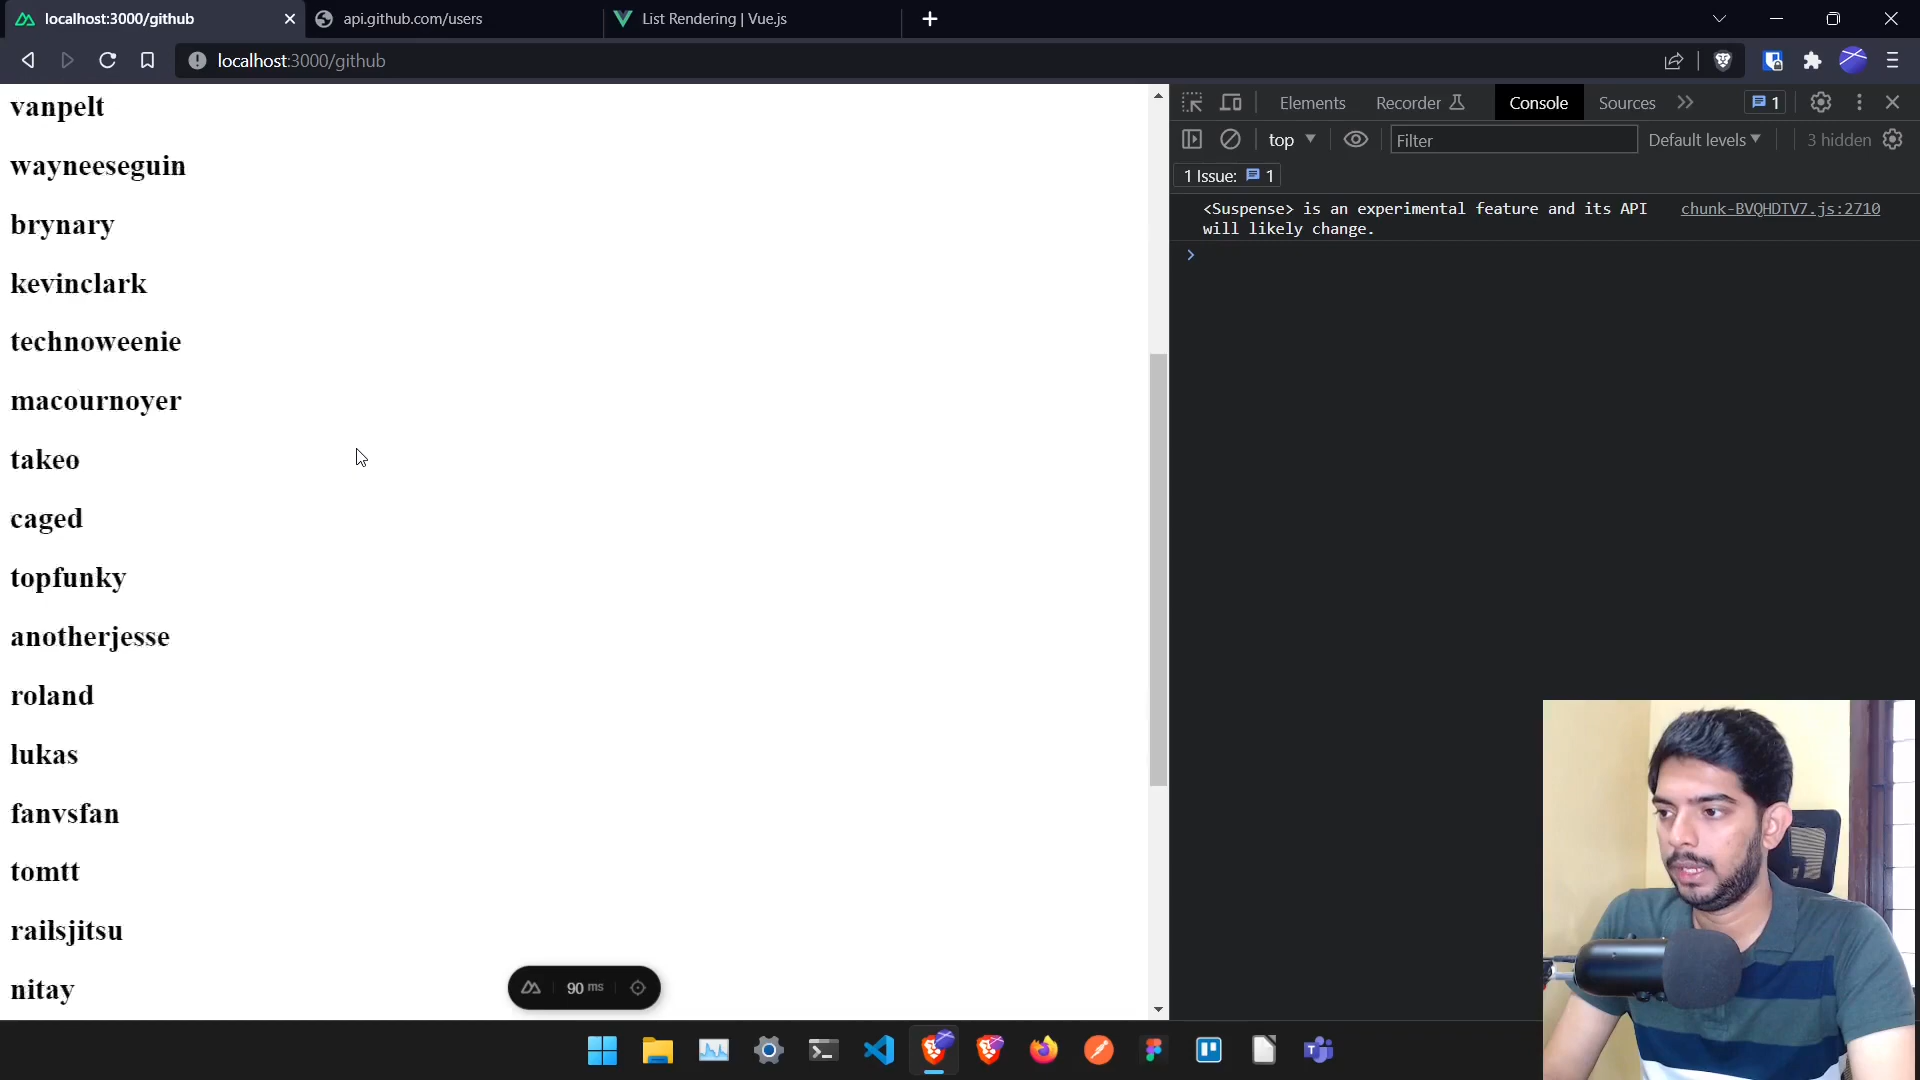 localhost:3000/github
api.github.com/users
List Rendering | Vue.js
localhost:3000/github
vanpelt
wayneeseguin
brynary
kevinclark
technoweenie
macournoyer
takeo
caged
topfunky
anotherjesse
roland
lukas
fanvsfan
tomtt
railsjitsu
nitay
90 ms
Elements
Recorder
Console
Sources
1
top
Filter
Default levels
3 hidden
1 Issue: 1
<Suspense> is an experimental feature and its API chunk-BVQHDTV7.js:2710
will likely change.